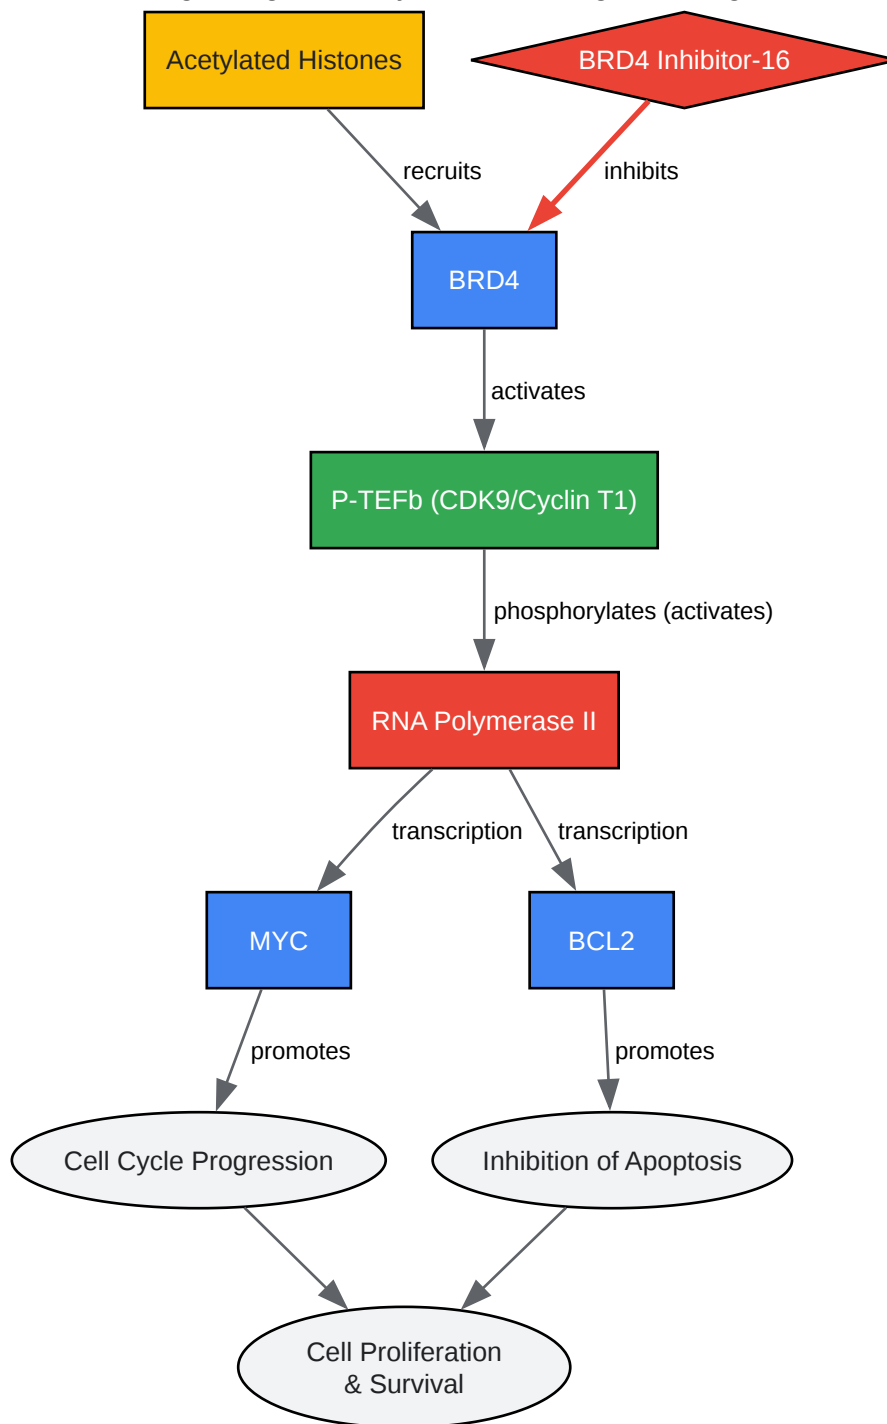 Acetylated Histones
BRD4 Inhibitor-16
recruits
inhibits
BRD4
activates
P-TEFb (CDK9/Cyclin T1)
phosphorylates (activates)
RNA Polymerase II
transcription
transcription
MYC
BCL2
promotes
promotes
Cell Cycle Progression
Inhibition of Apoptosis
Cell Proliferation
& Survival